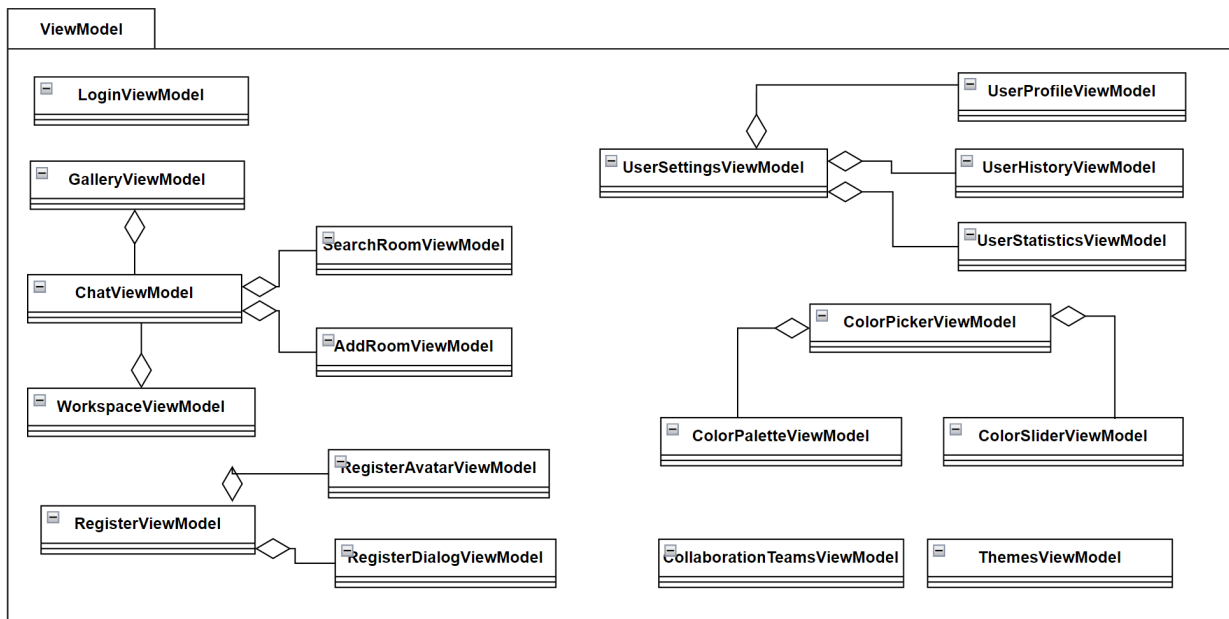 ViewModel
LoginViewModel
GalleryViewModel
ChatViewModel
WorkspaceViewModel
SearchRoomViewModel
AddRoomViewModel
RegisterViewModel
RegisterAvatarViewModel
RegisterDialogViewModel
UserSettingsViewModel
UserProfileViewModel
UserHistoryViewModel
UserStatisticsViewModel
ColorPickerViewModel
ColorPaletteViewModel
ColorSliderViewModel
CollaborationTeamsViewModel
ThemesViewModel